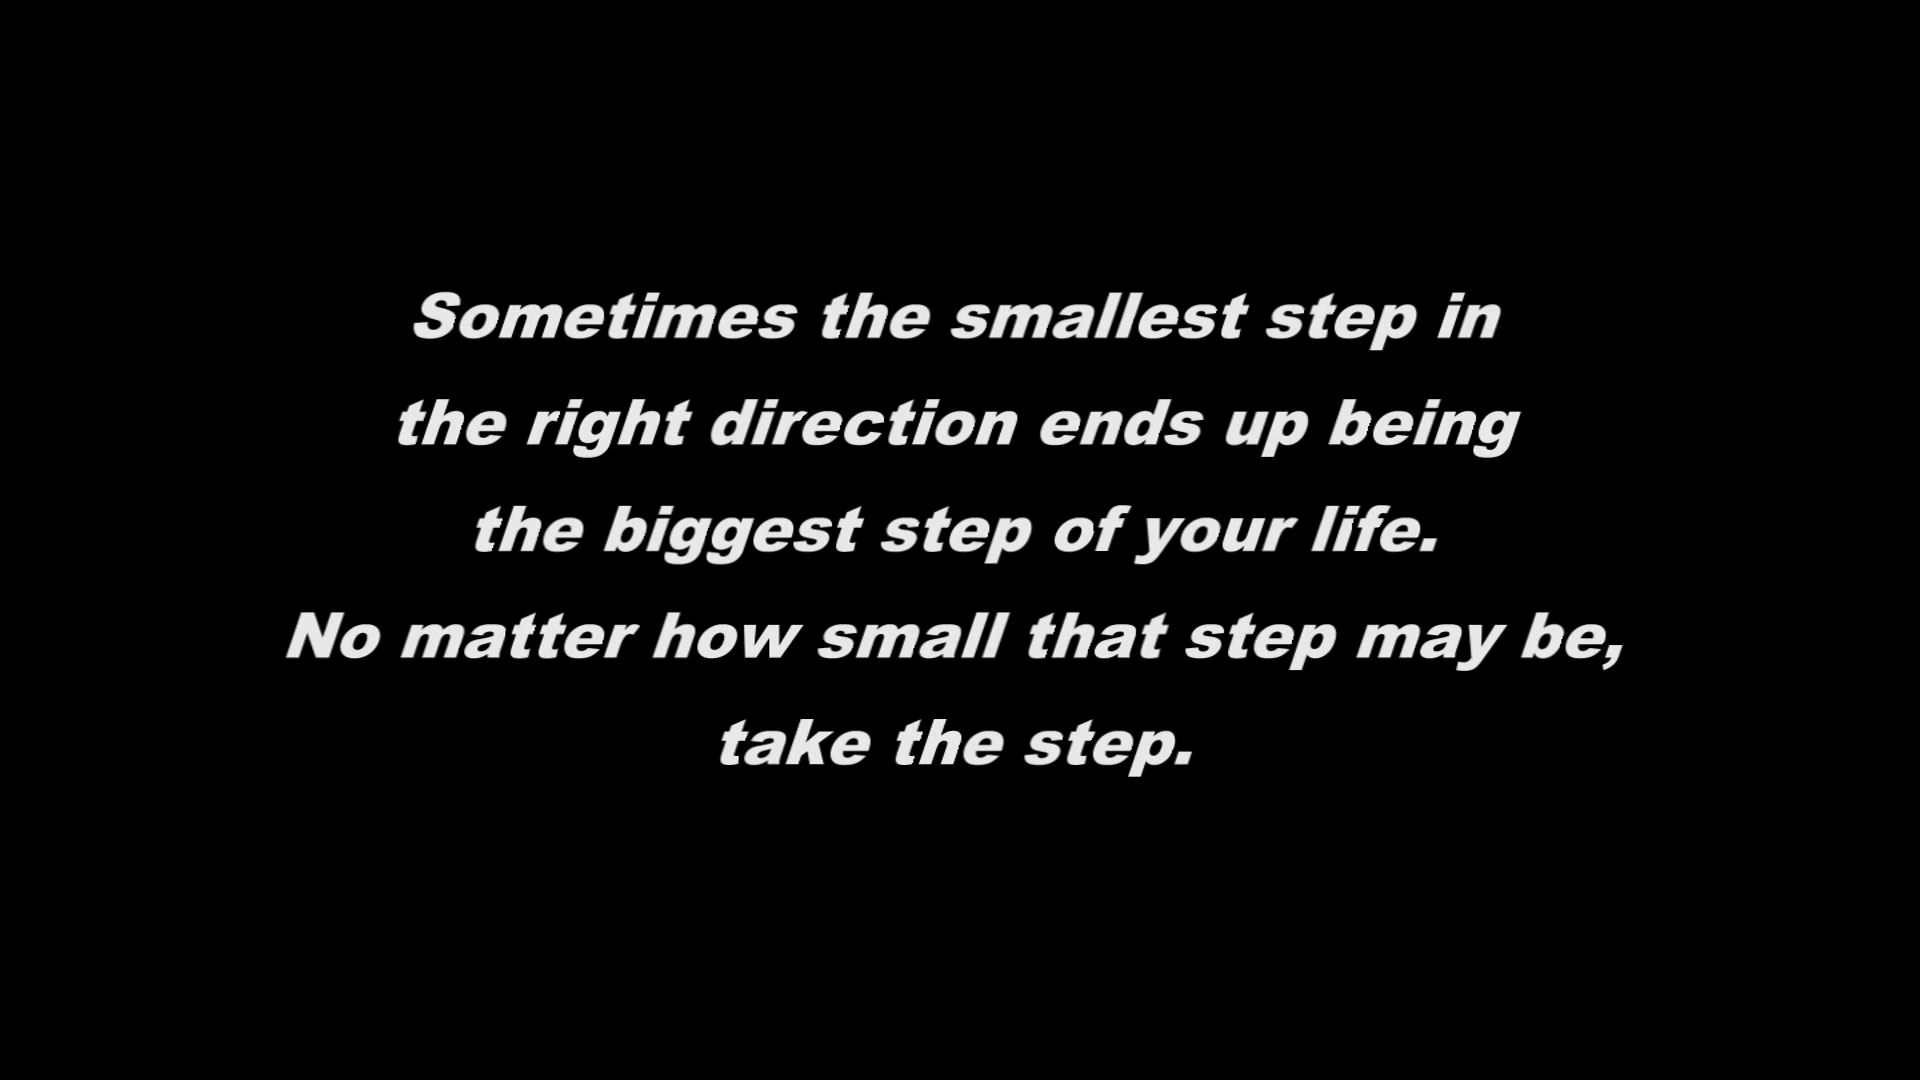 Sometimes the smallest step in
the right direction ends up being
the biggest step of your life.
No matter how small that step may be,
take the step.